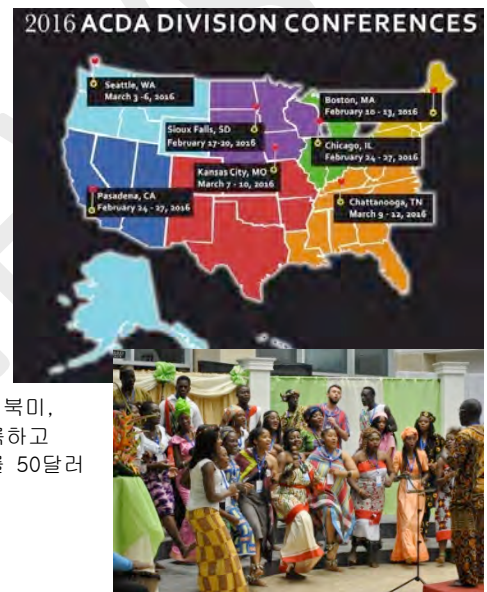 2016 ACDA DIVISION CONFERENCES
Seattle, WA
March 3 -6, 2016
Boston, MA
February 10 - 13, 2016
Sioux Falls, SD
February 17-20, 2016
Chicago, IL
February 24 - 27, 2016
Kansas City, MO
March 7 - 10, 2016
Pasadena, CA
February 24 - 27, 2016
Chattanooga, TN
March 9 - 12, 2016
북미,
하고
50달러